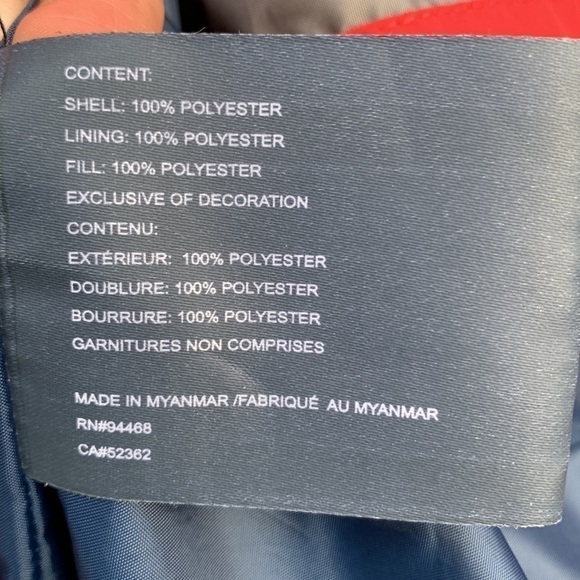 CONTENT:
SHELL: 100% POLYESTER
LINING: 100% POLYESTER
FILL: 100% POLYESTER
EXCLUSIVE OF DECORATION
CONTENU:
EXTÉRIEUR: 100% POLYESTER
DOUBLURE: 100% POLYESTER
BOURRURE: 100% POLYESTER
GARNITURES NON COMPRISES
MADE IN MYANMAR /FABRIQUÉ AU MYANMAR
RN#94468
CA#52362